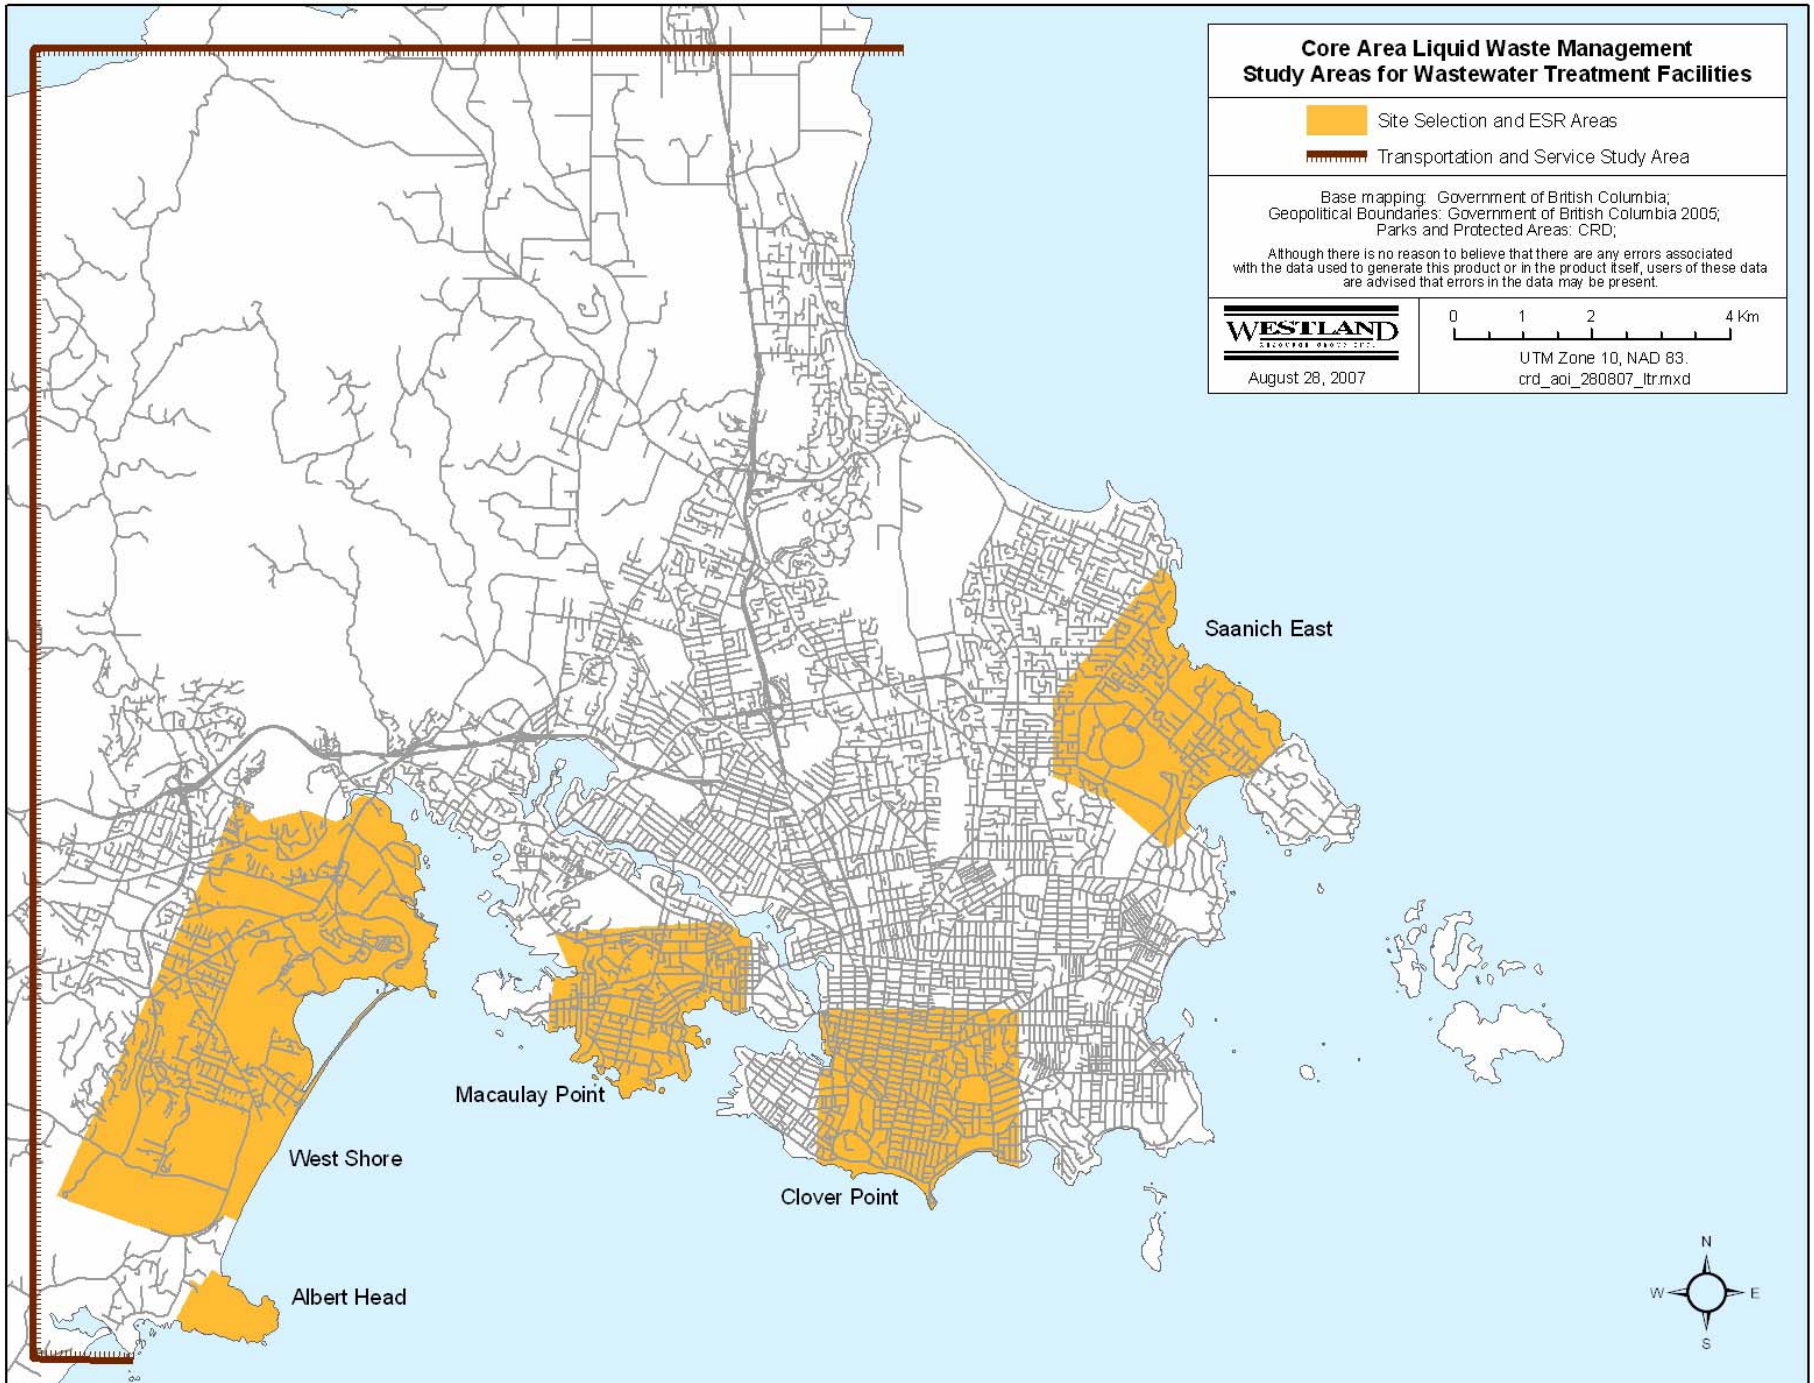 Core Area Liquid Waste Management
Study Areas for Wastewater Treatment Facilities
Site Selection and ESR Areas
Transportation and Service Study Area
Base mapping: Government of British Columbia;
Geopolitical Boundaries: Government of British Columbia 2005;
Parks and Protected Areas: CRD;
Although there is no reason to believe that there are any errors associated
with the data used to generate this product or in the product itself, users of these data
are advised that errors in the data may be present.
WESTLAND
August 28, 2007
0 1 2 4 Km
UTM Zone 10, NAD 83.
crd_aoi_280807_ltr.mxd
Saanich East
Macaulay Point
West Shore
Clover Point
Albert Head
N
W E
S